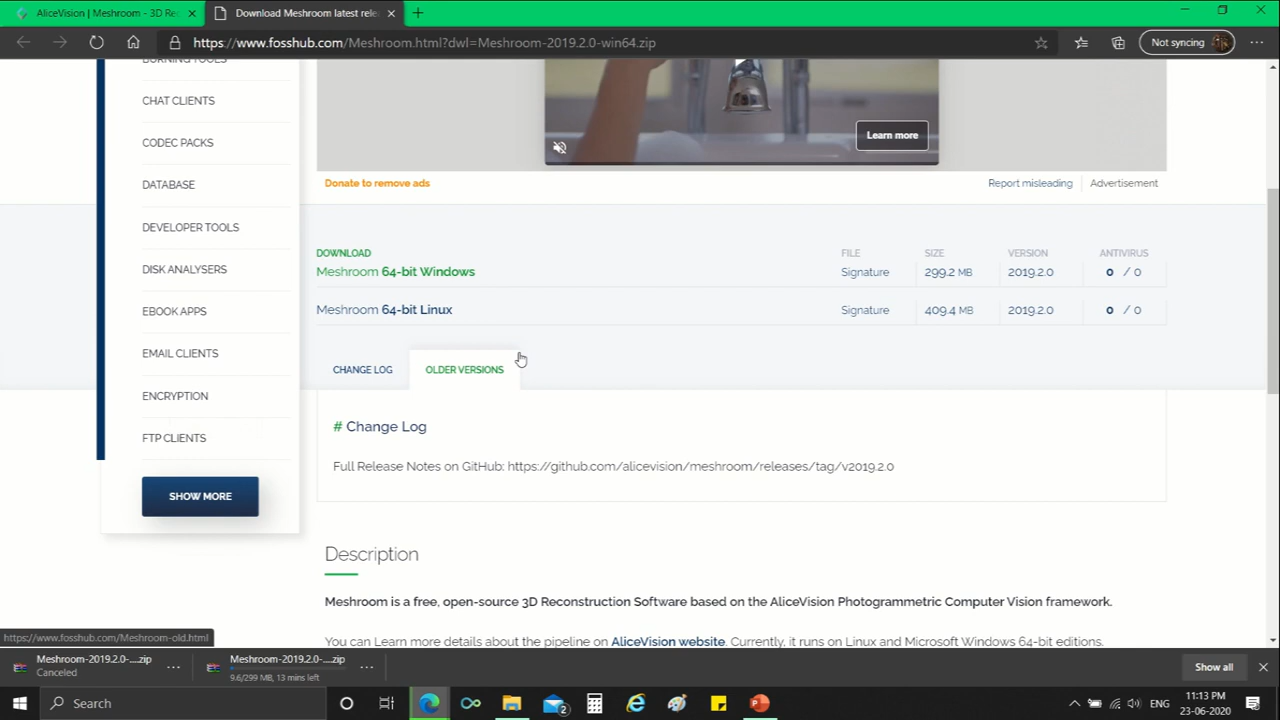 AliceVision | Meshroom - 3D Re
Download Meshroom latest rele
https://www.fosshub.com/Meshroom.html?dwl=Meshroom-2019.2.0-win64.zip
Not syncing
BURNING TOOLS
CHAT CLIENTS
CODEC PACKS
DATABASE
DEVELOPER TOOLS
DISK ANALYSERS
EBOOK APPS
EMAIL CLIENTS
ENCRYPTION
FTP CLIENTS
SHOW MORE
Learn more
Donate to remove ads
Report misleading Advertisement
DOWNLOAD FILE SIZE VERSION ANTIVIRUS
Meshroom 64-bit Windows Signature 299.2 MB 2019.2.0 0 / 0
Meshroom 64-bit Linux Signature 409.4 MB 2019.2.0 0 / 0
CHANGE LOG OLDER VERSIONS
# Change Log
Full Release Notes on GitHub: https://github.com/alicevision/meshroom/releases/tag/v2019.2.0
Description
Meshroom is a free, open-source 3D Reconstruction Software based on the AliceVision Photogrammetric Computer Vision framework.
You can Learn more details about the pipeline on AliceVision website. Currently, it runs on Linux and Microsoft Windows 64-bit editions.
https://www.fosshub.com/Meshroom-old.html
Meshroom-2019.2.0-....zip
Canceled
Meshroom-2019.2.0-....zip
9.6/299 MB, 13 mins left
Show all
Search
2
ENG
11:13 PM
23-06-2020